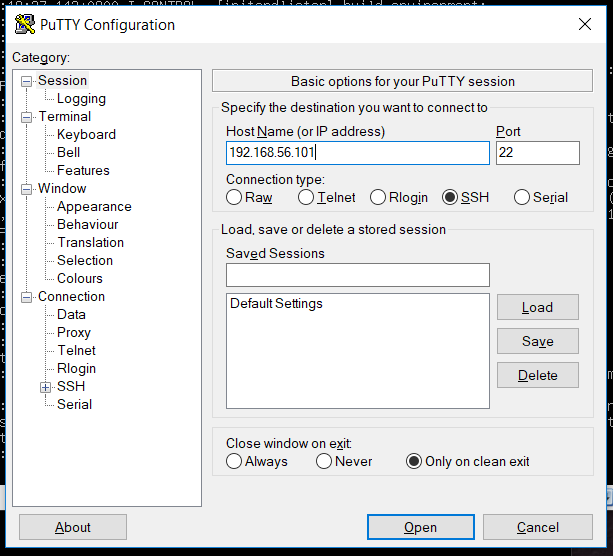 PuTTY Configuration
Category:
Session
Logging
Terminal
Keyboard
Bell
Features
Window
Appearance
Behaviour
Translation
Selection
Colours
Connection
Data
Proxy
Telnet
Rlogin
SSH
Serial
Basic options for your PuTTY session
Specify the destination you want to connect to
Host Name (or IP address) Port
192.168.56.101 22
Connection type:
Raw Telnet Rlogin SSH Serial
Load, save or delete a stored session
Saved Sessions
Default Settings
Load
Save
Delete
Close window on exit:
Always Never Only on clean exit
About Open Cancel